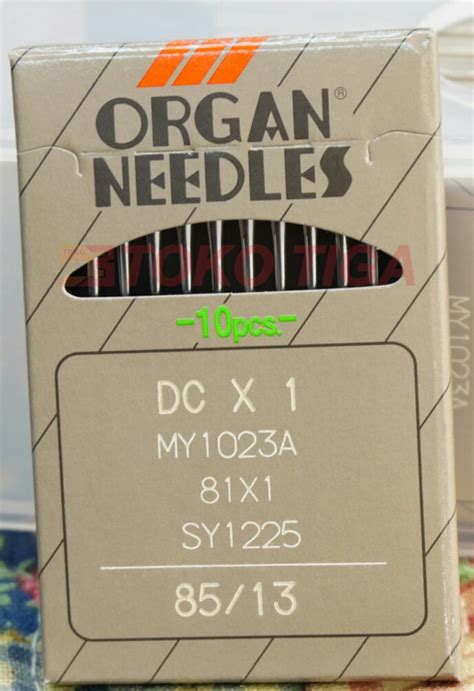 ORGAN®
NEEDLES
TOKO TIGA
-10pcs.-
DC X 1
MY1023A
81X1
SY1225
85/13
MY1023A